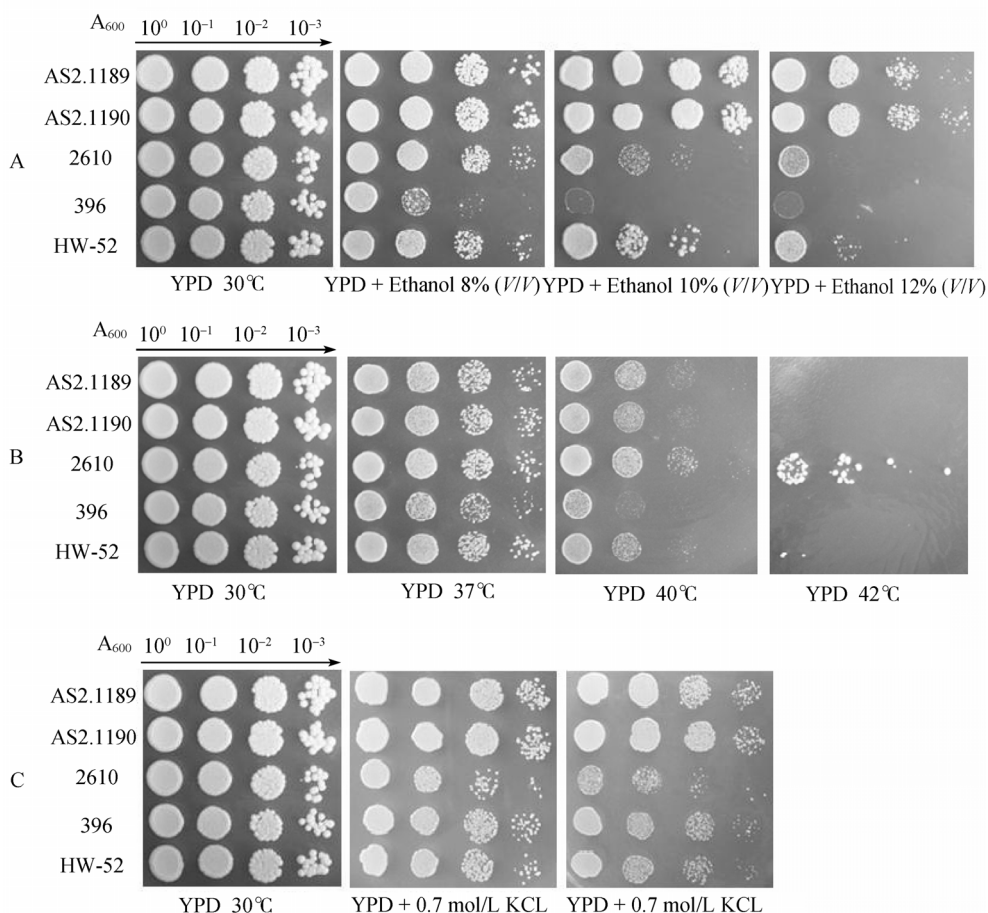 A600 10⁰ 10⁻¹ 10⁻² 10⁻³
AS2.1189
AS2.1190
A
2610
396
HW-52
YPD 30℃ YPD + Ethanol 8% (V/V) YPD + Ethanol 10% (V/V) YPD + Ethanol 12% (V/V)
A600 10⁰ 10⁻¹ 10⁻² 10⁻³
AS2.1189
AS2.1190
B
2610
396
HW-52
YPD 30℃ YPD 37℃ YPD 40℃ YPD 42℃
A600 10⁰ 10⁻¹ 10⁻² 10⁻³
AS2.1189
AS2.1190
C
2610
396
HW-52
YPD 30℃ YPD + 0.7 mol/L KCL YPD + 0.7 mol/L KCL